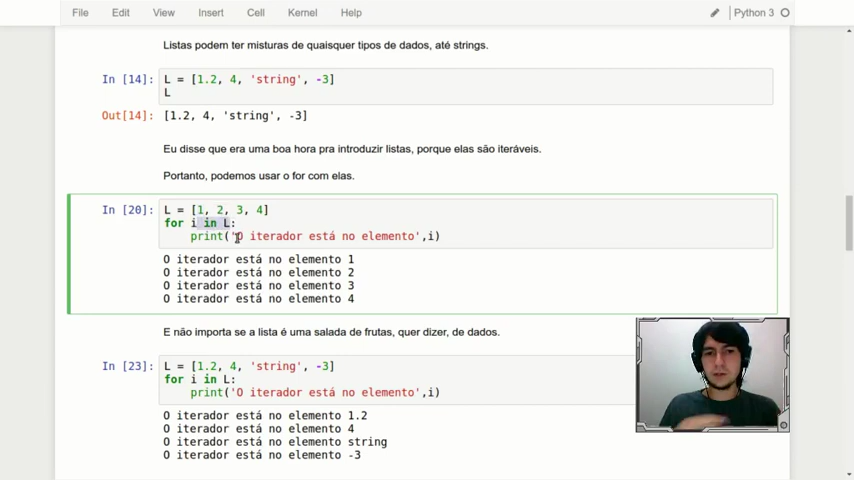 File Edit View Insert Cell Kernel Help Python 3
Listas podem ter misturas de quaisquer tipos de dados, até strings.
In [14]: L = [1.2, 4, 'string', -3]
L
Out[14]: [1.2, 4, 'string', -3]
Eu disse que era uma boa hora pra introduzir listas, porque elas são iteráveis.
Portanto, podemos usar o for com elas.
In [20]: L = [1, 2, 3, 4]
for i in L:
print('O iterador está no elemento',i)
O iterador está no elemento 1
O iterador está no elemento 2
O iterador está no elemento 3
O iterador está no elemento 4
E não importa se a lista é uma salada de frutas, quer dizer, de dados.
In [23]: L = [1.2, 4, 'string', -3]
for i in L:
print('O iterador está no elemento',i)
O iterador está no elemento 1.2
O iterador está no elemento 4
O iterador está no elemento string
O iterador está no elemento -3